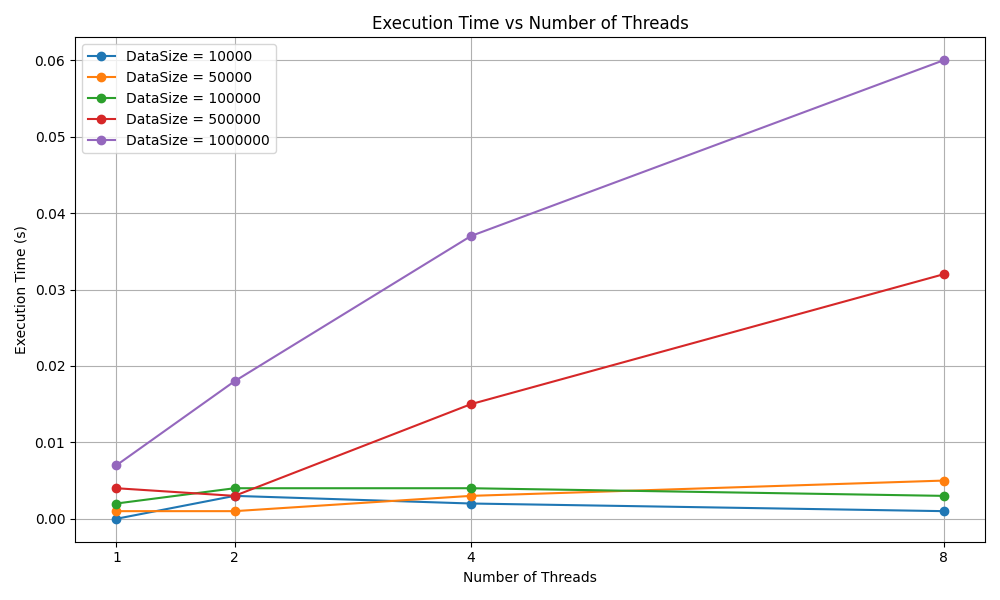 Execution Time vs Number of Threads
DataSize = 10000
DataSize = 50000
DataSize = 100000
DataSize = 500000
DataSize = 1000000
Execution Time (s)
0.06
0.05
0.04
0.03
0.02
0.01
0.00
1 2 4 8
Number of Threads